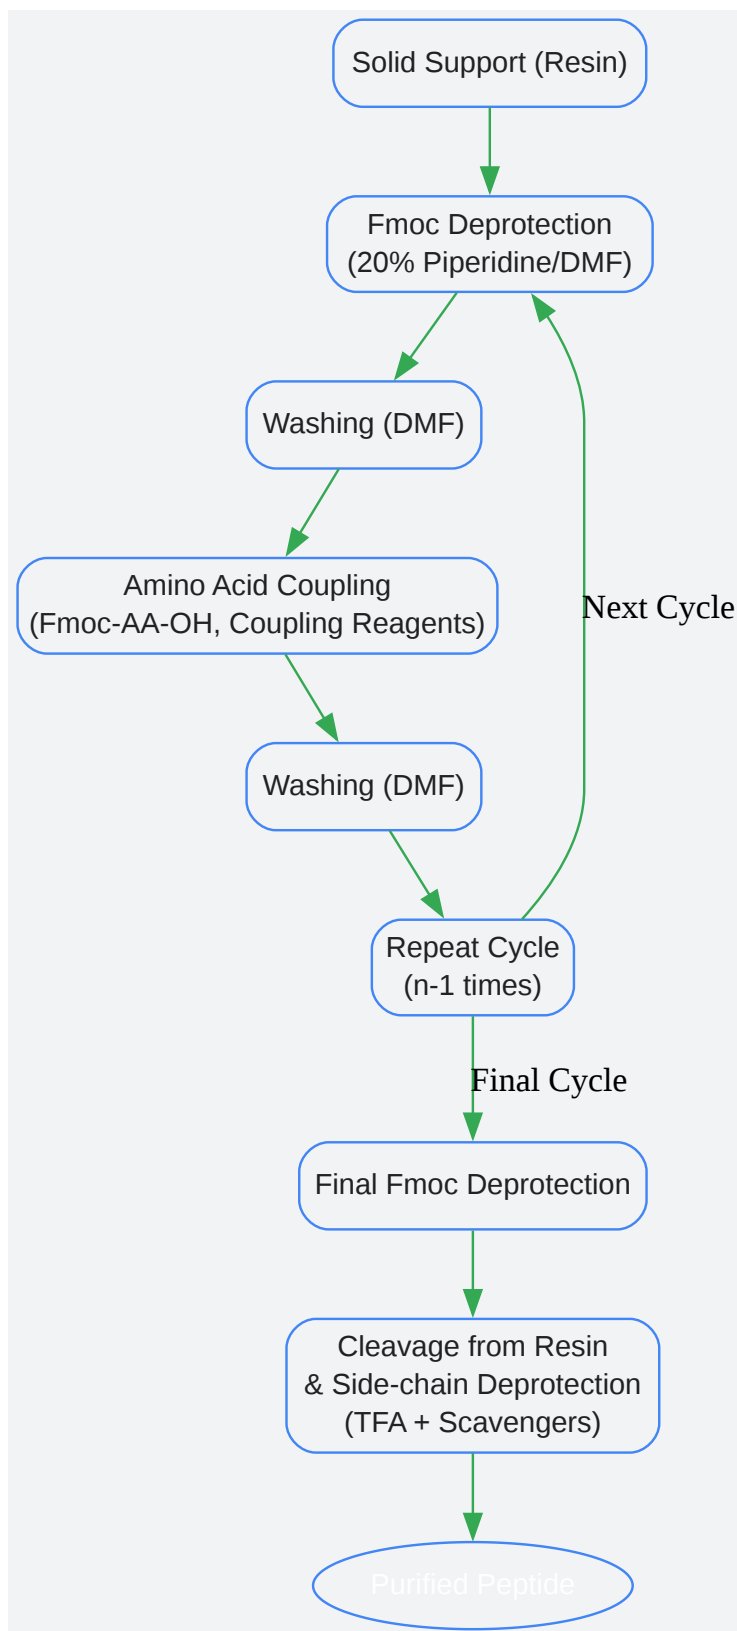 Solid Support (Resin)
Fmoc Deprotection
(20% Piperidine/DMF)
Washing (DMF)
Amino Acid Coupling
(Fmoc-AA-OH, Coupling Reagents)
Next Cycle
Washing (DMF)
Repeat Cycle
(n-1 times)
Final Cycle
Final Fmoc Deprotection
Cleavage from Resin
& Side-chain Deprotection
(TFA + Scavengers)
Purified Peptide